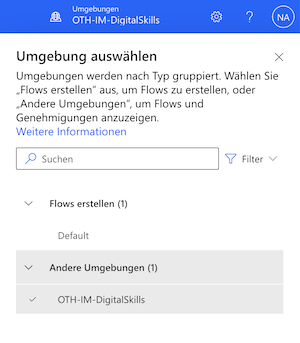 Umgebungen
OTH-IM-DigitalSkills
?
NA
Umgebung auswählen
Umgebungen werden nach Typ gruppiert. Wählen Sie
„Flows erstellen" aus, um Flows zu erstellen, oder
„Andere Umgebungen", um Flows und
Genehmigungen anzuzeigen.
Weitere Informationen
Suchen
Filter
Flows erstellen (1)
Default
Andere Umgebungen (1)
OTH-IM-DigitalSkills